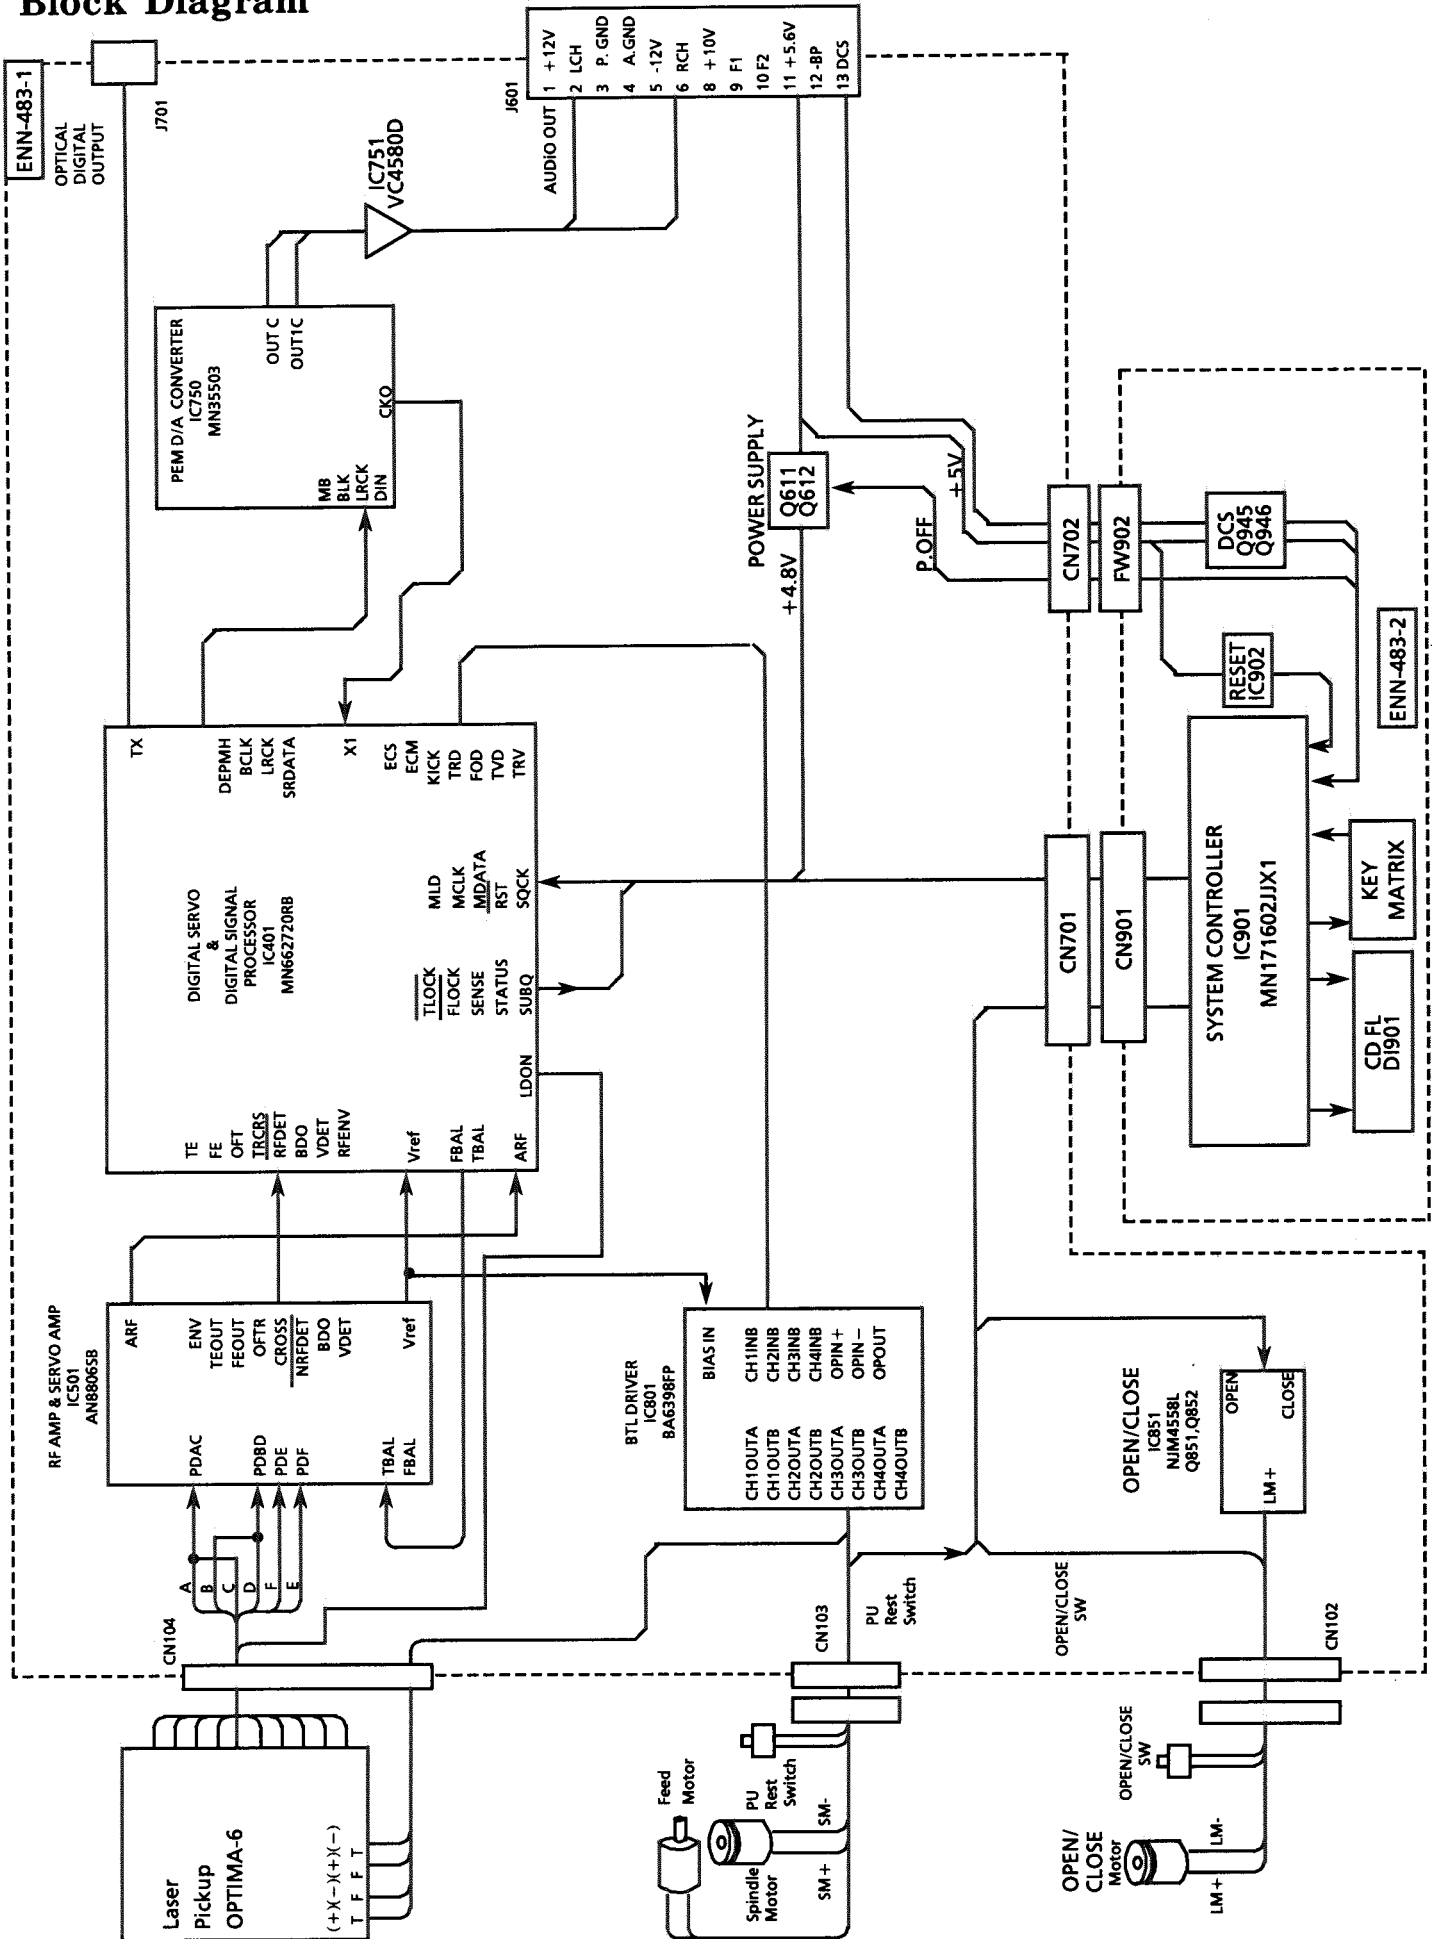 Block Diagram
ENN-483-1
OPTICAL
DIGITAL
OUTPUT
J701
J601
AUDIO OUT
1 +12V
2 LCH
3 P. GND
4 A.GND
5 -12V
6 RCH
8 +10V
9 F1
10 F2
11 +5.6V
12 -BP
13 DCS
IC751
VC4580D
PEM D/A CONVERTER
IC750
MN35503
OUT C
OUT1C
CKO
MB
BLK
LRCK
DIN
POWER SUPPLY
Q611
Q612
+4.8V
P.OFF
+5V
CN702
FW902
DCS
Q945
Q946
RESET
IC902
ENN-483-2
TX
DEPMH
BCLK
LRCK
SRDATA
X1
ECS
ECM
KICK
TRD
FOD
TVD
TRV
DIGITAL SERVO
&
DIGITAL SIGNAL
PROCESSOR
IC401
MN662720RB
MLD
MCLK
MDATA
RST
SQCK
TLOCK
FLOCK
SENSE
STATUS
SUBQ
LDON
TE
FE
OFT
TRCRS
RFDET
BDO
VDET
RFENV
Vref
FBAL
TBAL
ARF
CN701
CN901
SYSTEM CONTROLLER
IC901
MN171602JJX1
KEY
MATRIX
CD FL
DI901
RF AMP & SERVO AMP
IC501
AN8806SB
ARF
ENV
TEOUT
FEOUT
OFTR
CROSS
NRFDET
BDO
VDET
Vref
PDAC
PDBD
PDE
PDF
TBAL
FBAL
A
B
C
D
F
E
BTL DRIVER
IC801
BA6398FP
BIAS IN
CH1INB
CH2INB
CH3INB
CH4INB
OPIN+
OPIN−
OPOUT
CH1OUTA
CH1OUTB
CH2OUTA
CH2OUTB
CH3OUTA
CH3OUTB
CH4OUTA
CH4OUTB
OPEN/CLOSE
IC851
NJM4558L
Q851,Q852
OPEN
CLOSE
LM+
CN104
CN103
PU
Rest
Switch
OPEN/CLOSE
SW
CN102
Laser
Pickup
OPTIMA-6
(+)(−)(+)(−)
T F F T
Feed
Motor
Spindle
Motor
PU
Rest
Switch
SM+
SM-
OPEN/
CLOSE
Motor
OPEN/CLOSE
SW
LM+
LM-